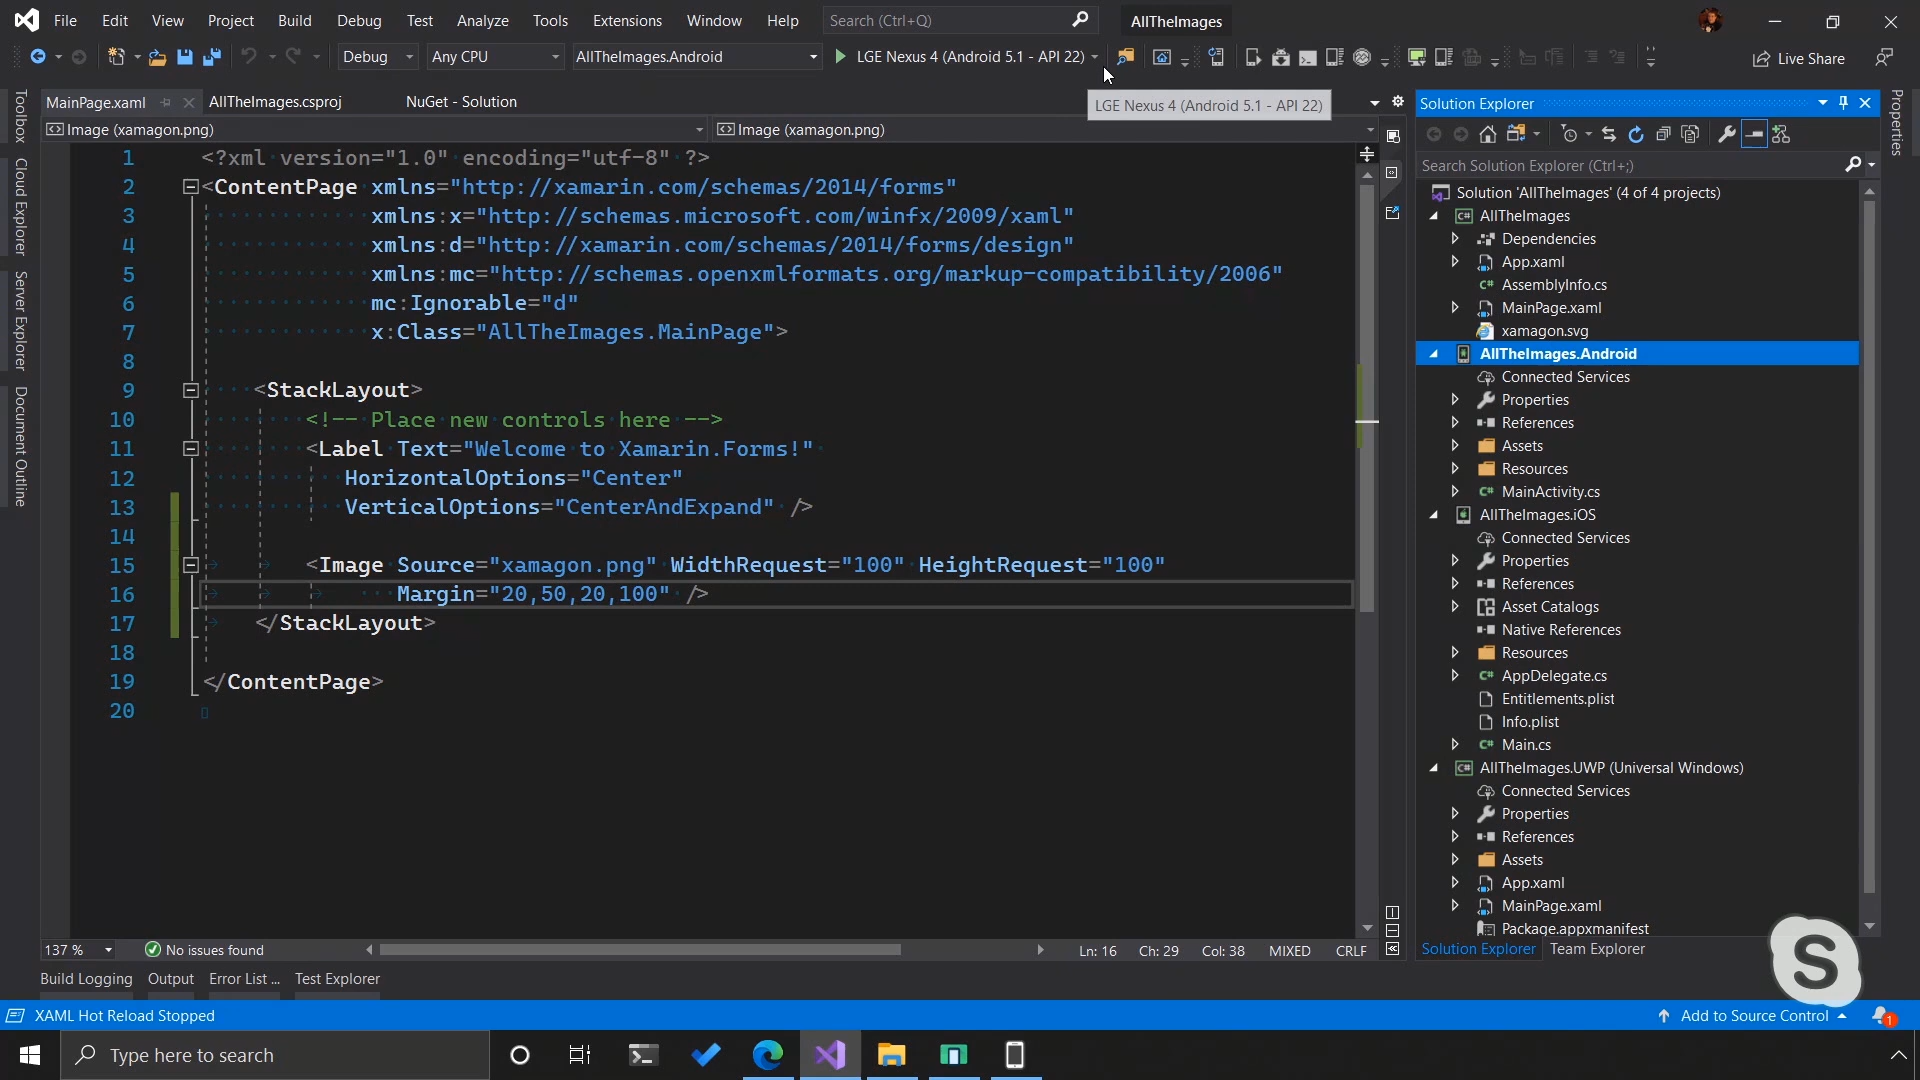 File Edit View Project Build Debug Test Analyze Tools Extensions Window Help Search (Ctrl+Q) AllTheImages
Debug Any CPU AllTheImages.Android LGE Nexus 4 (Android 5.1 - API 22) Live Share
MainPage.xaml AllTheImages.csproj NuGet - Solution
LGE Nexus 4 (Android 5.1 - API 22)
Image (xamagon.png) Image (xamagon.png)
Toolbox
Cloud Explorer
Server Explorer
Document Outline
1 <?xml version="1.0" encoding="utf-8" ?>
2 <ContentPage xmlns="http://xamarin.com/schemas/2014/forms"
3 xmlns:x="http://schemas.microsoft.com/winfx/2009/xaml"
4 xmlns:d="http://xamarin.com/schemas/2014/forms/design"
5 xmlns:mc="http://schemas.openxmlformats.org/markup-compatibility/2006"
6 mc:Ignorable="d"
7 x:Class="AllTheImages.MainPage">
8
9 <StackLayout>
10 <!-- Place new controls here -->
11 <Label Text="Welcome to Xamarin.Forms!"
12 HorizontalOptions="Center"
13 VerticalOptions="CenterAndExpand" />
14
15 <Image Source="xamagon.png" WidthRequest="100" HeightRequest="100"
16 Margin="20,50,20,100" />
17 </StackLayout>
18
19 </ContentPage>
20
137 % No issues found Ln: 16 Ch: 29 Col: 38 MIXED CRLF
Build Logging Output Error List ... Test Explorer
Solution Explorer
Search Solution Explorer (Ctrl+;)
Solution 'AllTheImages' (4 of 4 projects)
AllTheImages
Dependencies
App.xaml
AssemblyInfo.cs
MainPage.xaml
xamagon.svg
AllTheImages.Android
Connected Services
Properties
References
Assets
Resources
MainActivity.cs
AllTheImages.iOS
Connected Services
Properties
References
Asset Catalogs
Native References
Resources
AppDelegate.cs
Entitlements.plist
Info.plist
Main.cs
AllTheImages.UWP (Universal Windows)
Connected Services
Properties
References
Assets
App.xaml
MainPage.xaml
Package.appxmanifest
Solution Explorer Team Explorer
Properties
S
XAML Hot Reload Stopped Add to Source Control 1
Type here to search